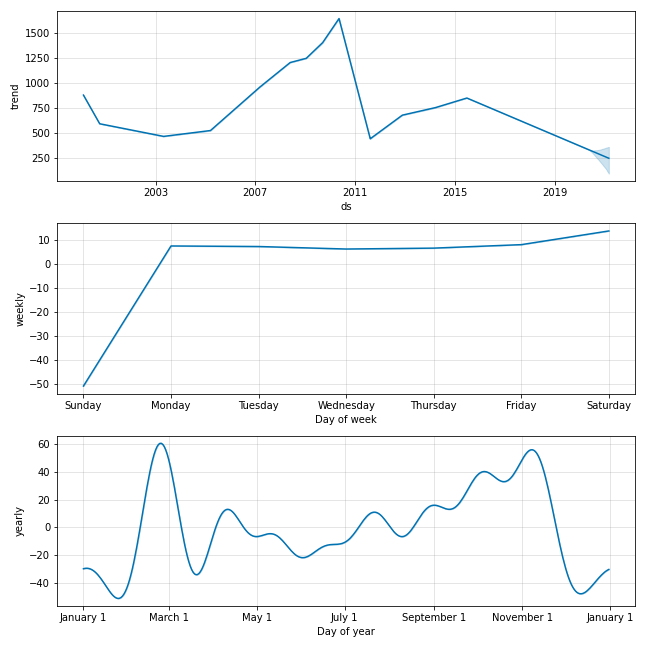 trend
1500
1250
1000
750
500
250
2003 2007 2011 2015 2019
ds
weekly
10
0
−10
−20
−30
−40
−50
Sunday Monday Tuesday Wednesday Thursday Friday Saturday
Day of week
yearly
60
40
20
0
−20
−40
January 1 March 1 May 1 July 1 September 1 November 1 January 1
Day of year